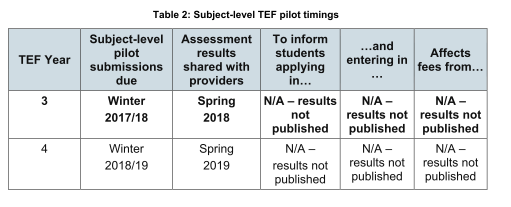 Table 2: Subject-level TEF pilot timings
TEF Year
Subject-level
pilot
submissions
due
Assessment
results
shared with
providers
To inform
students
applying
in…
…and
entering in
…
Affects
fees from…
3
Winter
2017/18
Spring
2018
N/A – results
not
published
N/A –
results not
published
N/A –
results not
published
4
Winter
2018/19
Spring
2019
N/A –
results not
published
N/A –
results not
published
N/A –
results not
published